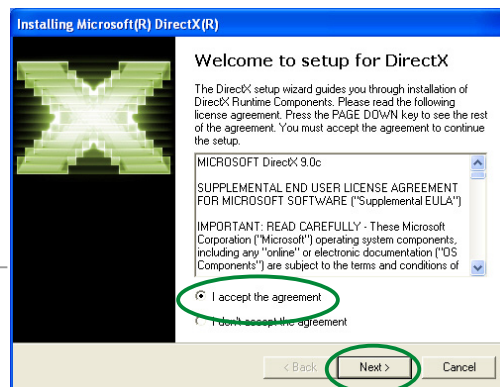 Installing Microsoft(R) DirectX(R)
Welcome to setup for DirectX
The DirectX setup wizard guides you through installation of
DirectX Runtime Components. Please read the following
license agreement. Press the PAGE DOWN key to see the rest
of the agreement. You must accept the agreement to continue
the setup.
MICROSOFT DirectX 9.0c
SUPPLEMENTAL END USER LICENSE AGREEMENT
FOR MICROSOFT SOFTWARE ("Supplemental EULA")
IMPORTANT: READ CAREFULLY - These Microsoft
Corporation ("Microsoft") operating system components,
including any "online" or electronic documentation ("OS
Components") are subject to the terms and conditions of
I accept the agreement
I don't accept the agreement
< Back
Next >
Cancel